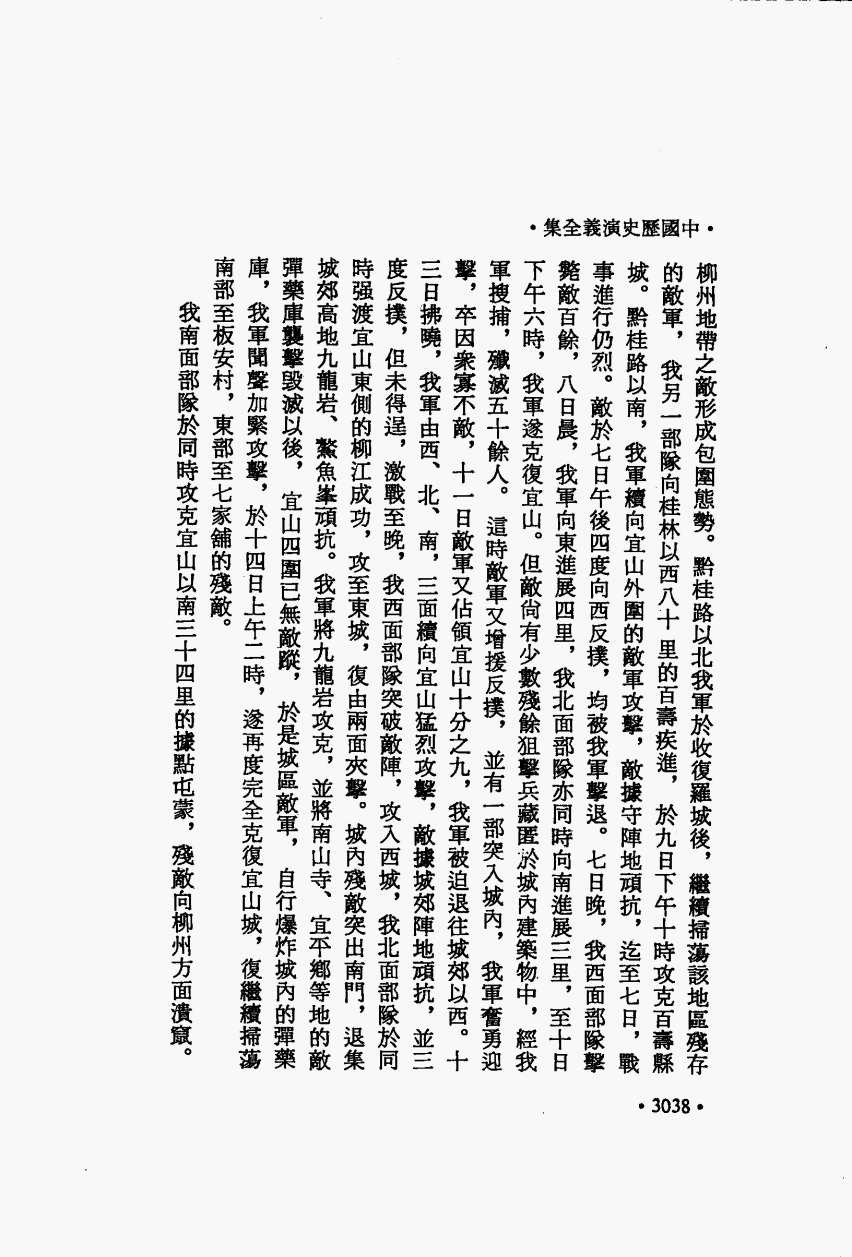 ·中國歷史演義全集·
柳州地帶之敵形成包圍態勢。黔桂路以北我軍於收復羅城後，繼續掃蕩該地區殘存
的敵軍，我另一部隊向桂林以西八十里的百壽疾進，於九日下午十時攻克百壽縣
城。黔桂路以南，我軍續向宜山外圍的敵軍攻擊，敵據守陣地頑抗，迄至七日，戰
事進行仍烈。敵於七日午後四度向西反撲，均被我軍擊退。七日晚，我西面部隊擊
斃敵百餘，八日晨，我軍向東進展四里，我北面部隊亦同時向南進展三里，至十日
下午六時，我軍遂克復宜山。但敵尚有少數殘餘狙擊兵藏匿於城內建築物中，經我
軍搜捕，殲滅五十餘人。這時敵軍又增援反撲，並有一部突入城內，我軍奮勇迎
擊，卒因衆寡不敵，十一日敵軍又佔領宜山十分之九，我軍被迫退往城郊以西。十
三日拂曉，我軍由西、北、南，三面續向宜山猛烈攻擊，敵據城郊陣地頑抗，並三
度反撲，但未得逞，激戰至晚，我西面部隊突破敵陣，攻入西城，我北面部隊於同
時强渡宜山東側的柳江成功，攻至東城，復由兩面夾擊。城內殘敵突出南門，退集
城郊高地九龍岩、鰲魚峯頑抗。我軍將九龍岩攻克，並將南山寺、宜平鄉等地的敵
彈藥庫襲擊毀滅以後，宜山四圍已無敵蹤，於是城區敵軍，自行爆炸城內的彈藥
庫，我軍聞聲加緊攻擊，於十四日上午二時，遂再度完全克復宜山城，復繼續掃蕩
南部至板安村，東部至七家舖的殘敵。
我南面部隊於同時攻克宜山以南三十四里的據點屯蒙，殘敵向柳州方面潰竄。
·3038·